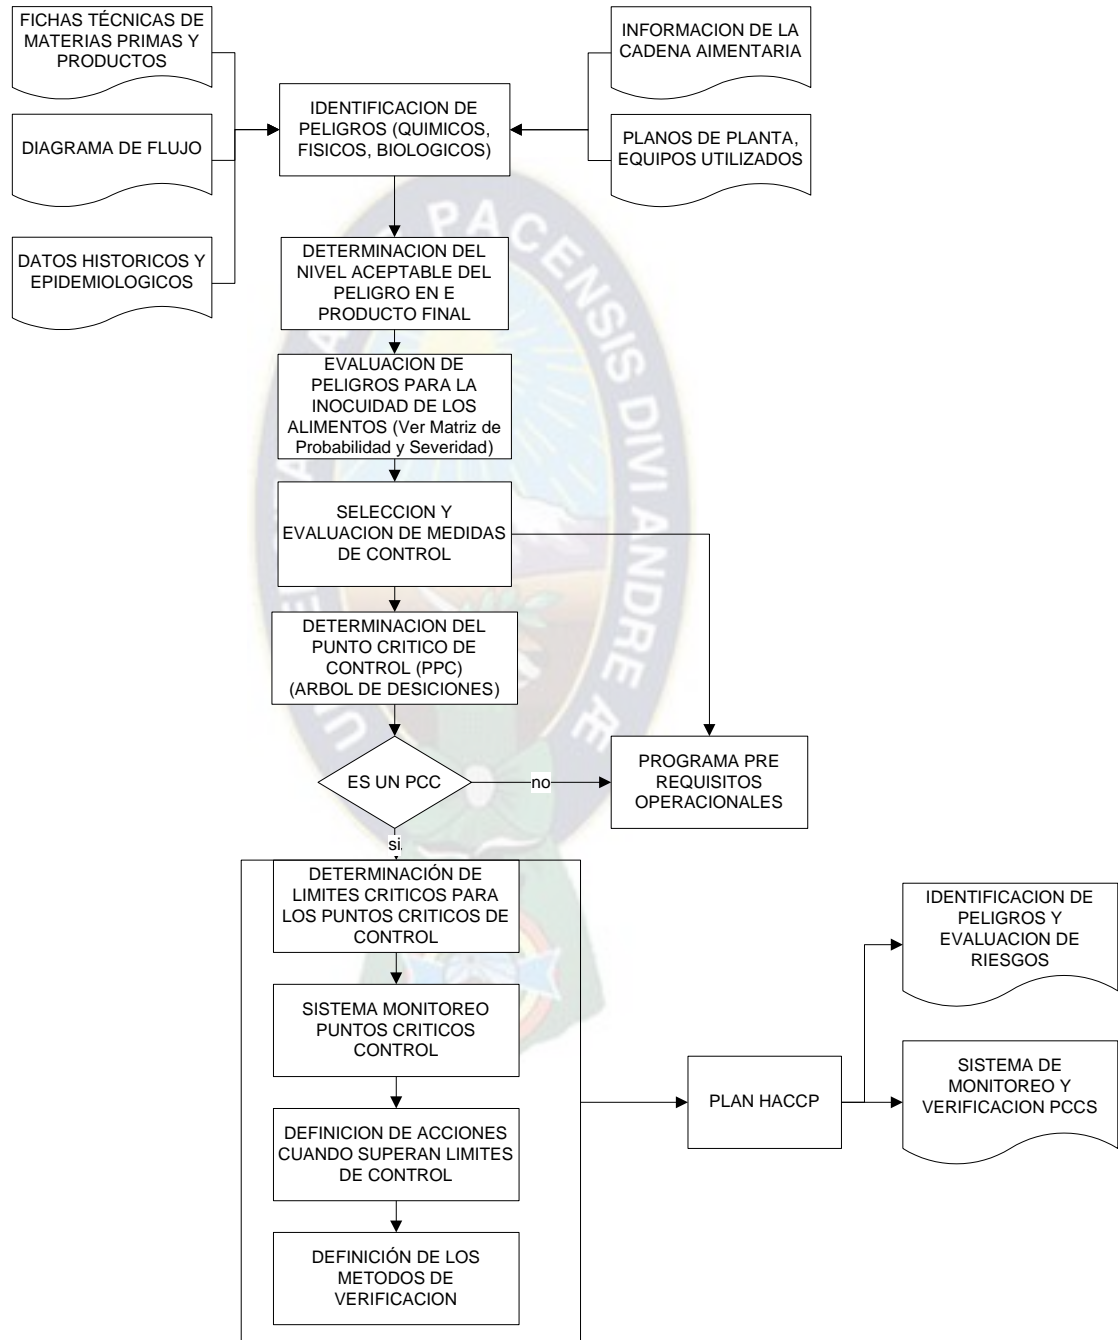 FICHAS TÉCNICAS DE
MATERIAS PRIMAS Y
PRODUCTOS
INFORMACION DE LA
CADENA AIMENTARIA
IDENTIFICACION DE
PELIGROS (QUIMICOS,
FISICOS, BIOLOGICOS)
DIAGRAMA DE FLUJO
PLANOS DE PLANTA,
EQUIPOS UTILIZADOS
DATOS HISTORICOS Y
EPIDEMIOLOGICOS
DETERMINACION DEL
NIVEL ACEPTABLE DEL
PELIGRO EN E
PRODUCTO FINAL
EVALUACION DE
PELIGROS PARA LA
INOCUIDAD DE LOS
ALIMENTOS (Ver Matriz de
Probabilidad y Severidad)
SELECCION Y
EVALUACION DE MEDIDAS
DE CONTROL
DETERMINACION DEL
PUNTO CRITICO DE
CONTROL (PPC)
(ARBOL DE DESICIONES)
ES UN PCC
no
PROGRAMA PRE
REQUISITOS
OPERACIONALES
si
DETERMINACIÓN DE
LIMITES CRITICOS PARA
LOS PUNTOS CRITICOS DE
CONTROL
SISTEMA MONITOREO
PUNTOS CRITICOS
CONTROL
DEFINICION DE ACCIONES
CUANDO SUPERAN LIMITES
DE CONTROL
DEFINICIÓN DE LOS
METODOS DE
VERIFICACION
PLAN HACCP
IDENTIFICACION DE
PELIGROS Y
EVALUACION DE
RIESGOS
SISTEMA DE
MONITOREO Y
VERIFICACION PCCS
PACENSIS DIVI ANDRE Æ